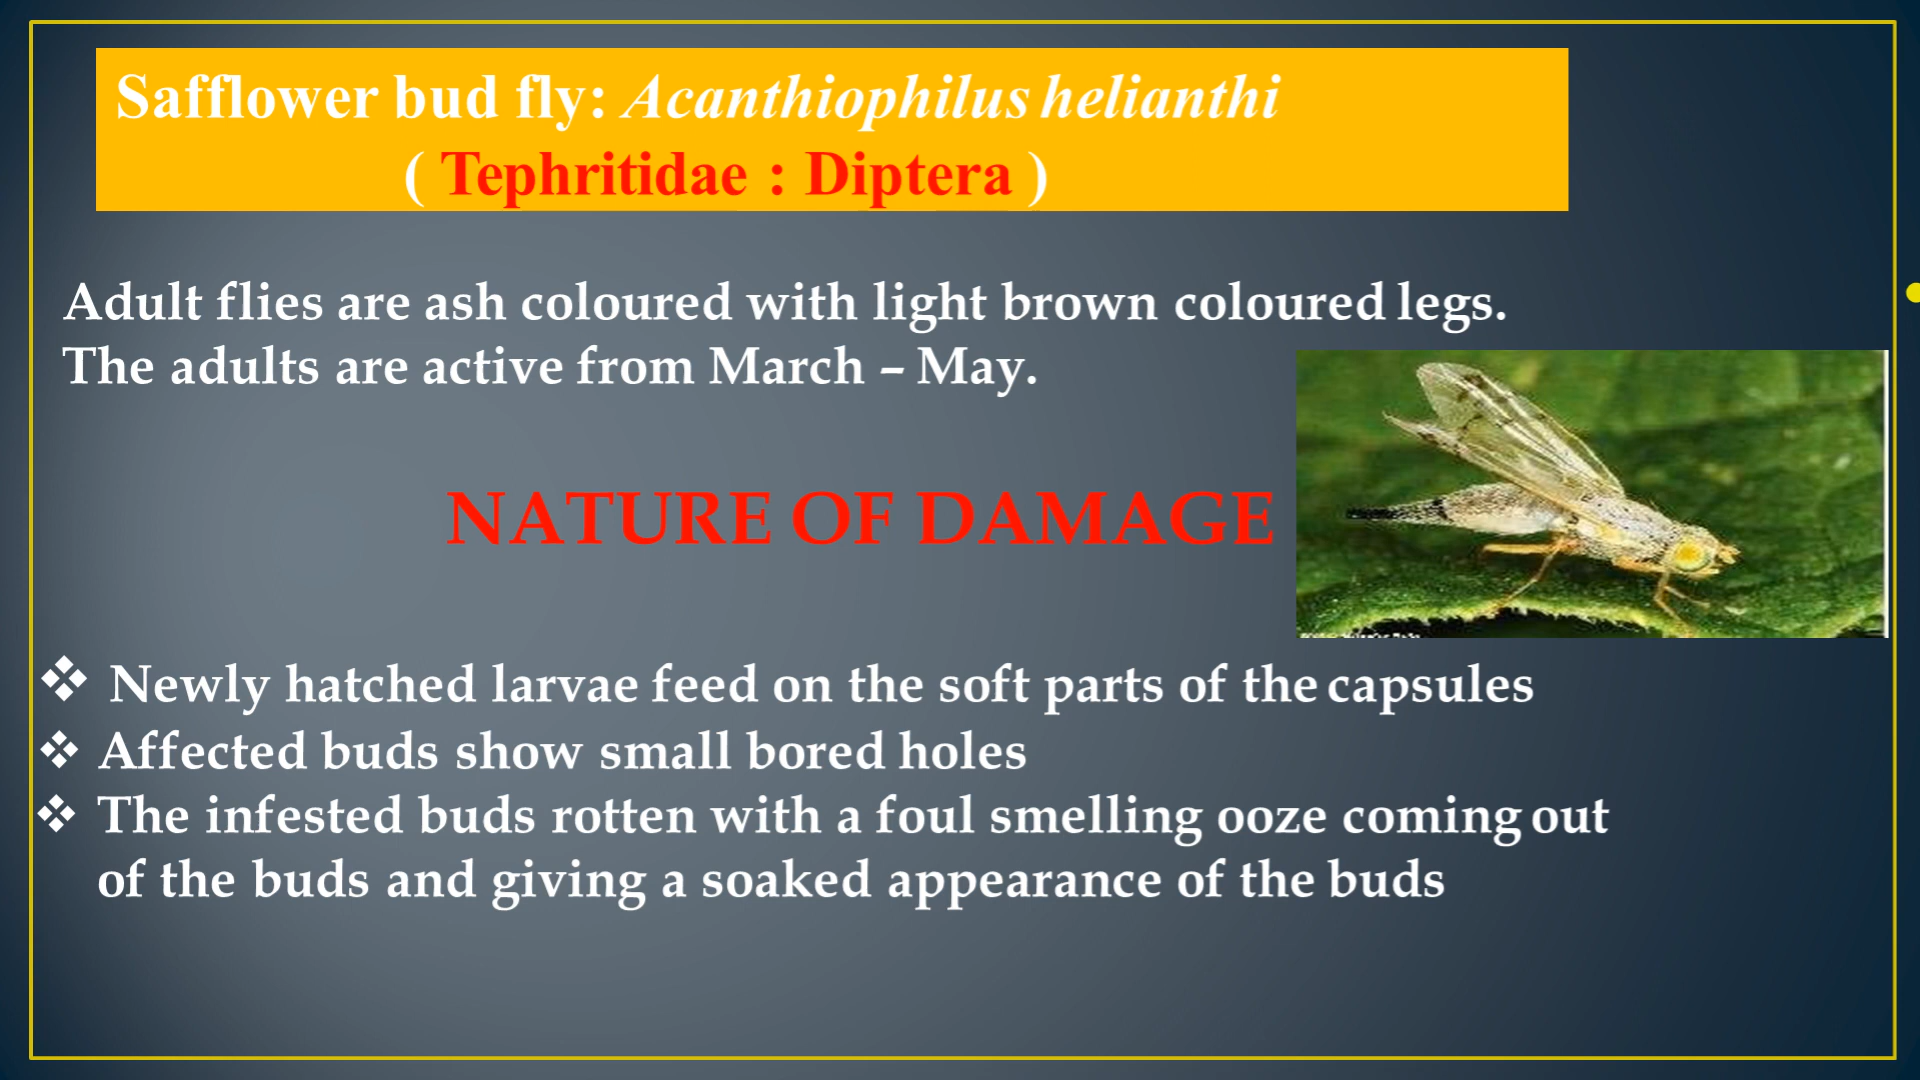 Safflower bud fly: Acanthiophilus helianthi
( Tephritidae : Diptera )
Adult flies are ash coloured with light brown coloured legs.
The adults are active from March – May.
NATURE OF DAMAGE
❖ Newly hatched larvae feed on the soft parts of the capsules
❖ Affected buds show small bored holes
❖ The infested buds rotten with a foul smelling ooze coming out
of the buds and giving a soaked appearance of the buds